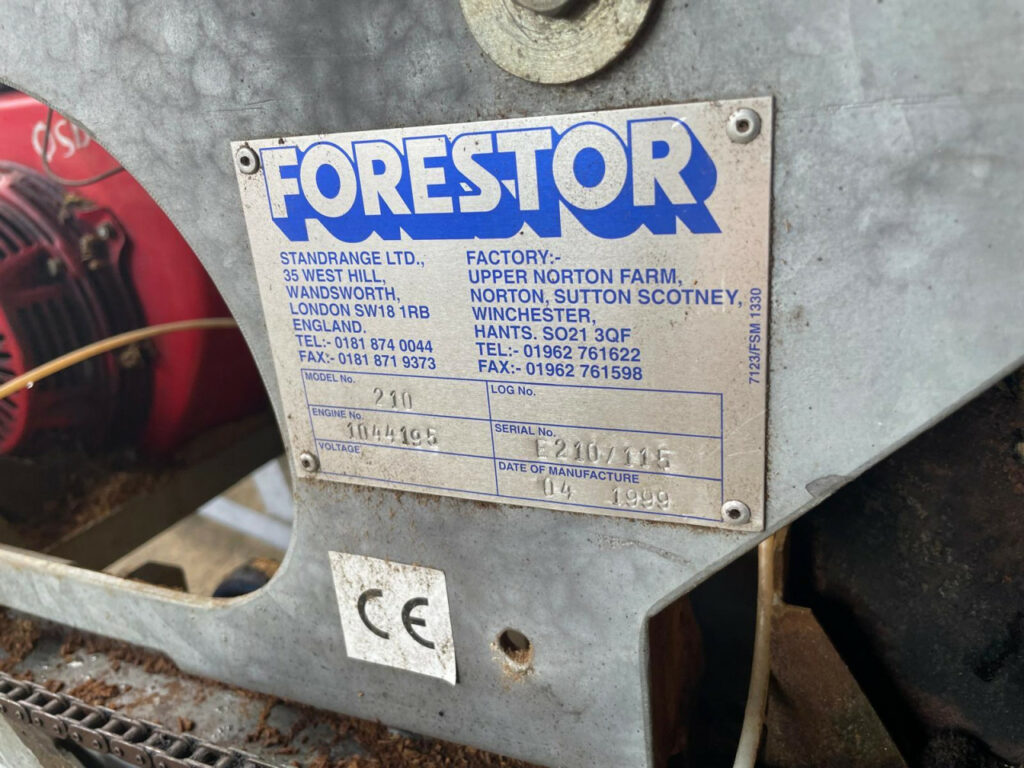 FORESTOR
STANDRANGE LTD.,
35 WEST HILL,
WANDSWORTH,
LONDON SW18 1RB
ENGLAND.
TEL:- 0181 874 0044
FAX:- 0181 871 9373
FACTORY:-
UPPER NORTON FARM,
NORTON, SUTTON SCOTNEY,
WINCHESTER,
HANTS. SO21 3QF
TEL:- 01962 761622
FAX:- 01962 761598
7123/FSM 1330
MODEL No.
210
LOG No.
ENGINE No.
1044195
SERIAL No.
E210/115
VOLTAGE
DATE OF MANUFACTURE
04 1999
CE